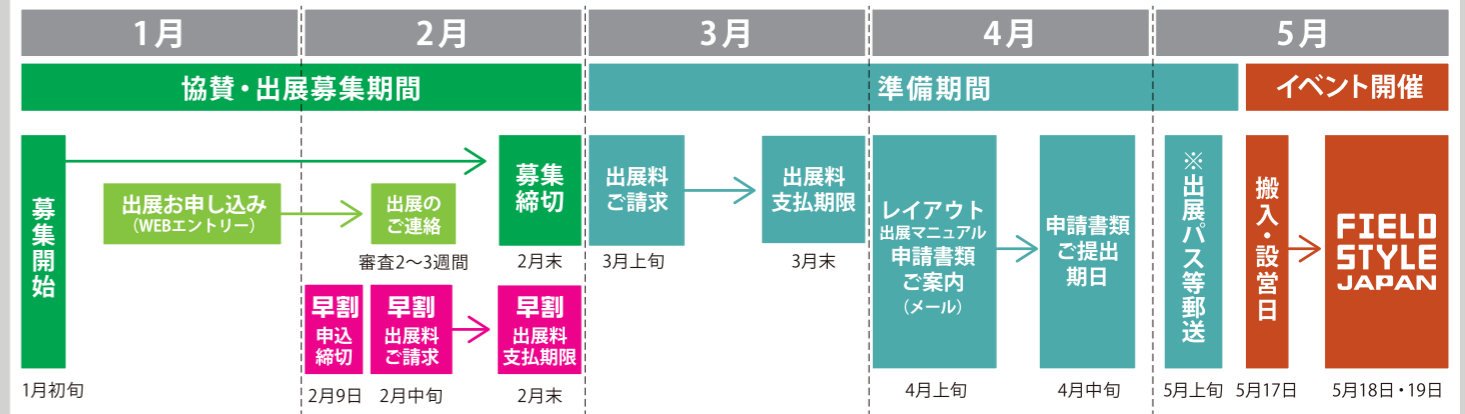 1月
2月
3月
4月
5月
協賛・出展募集期間
準備期間
イベント開催
募集開始
出展お申し込み
（WEBエントリー）
出展の
ご連絡
審査2〜3週間
募集
締切
2月末
1月初旬
早割
申込
締切
2月9日
早割
出展料
ご請求
2月中旬
早割
出展料
支払期限
2月末
出展料
ご請求
3月上旬
出展料
支払期限
3月末
レイアウト
出展マニュアル
申請書類
ご案内
（メール）
4月上旬
申請書類
ご提出
期日
4月中旬
※出展パス等郵送
5月上旬
搬入・設営日
5月17日
FIELD
STYLE
JAPAN
5月18日・19日